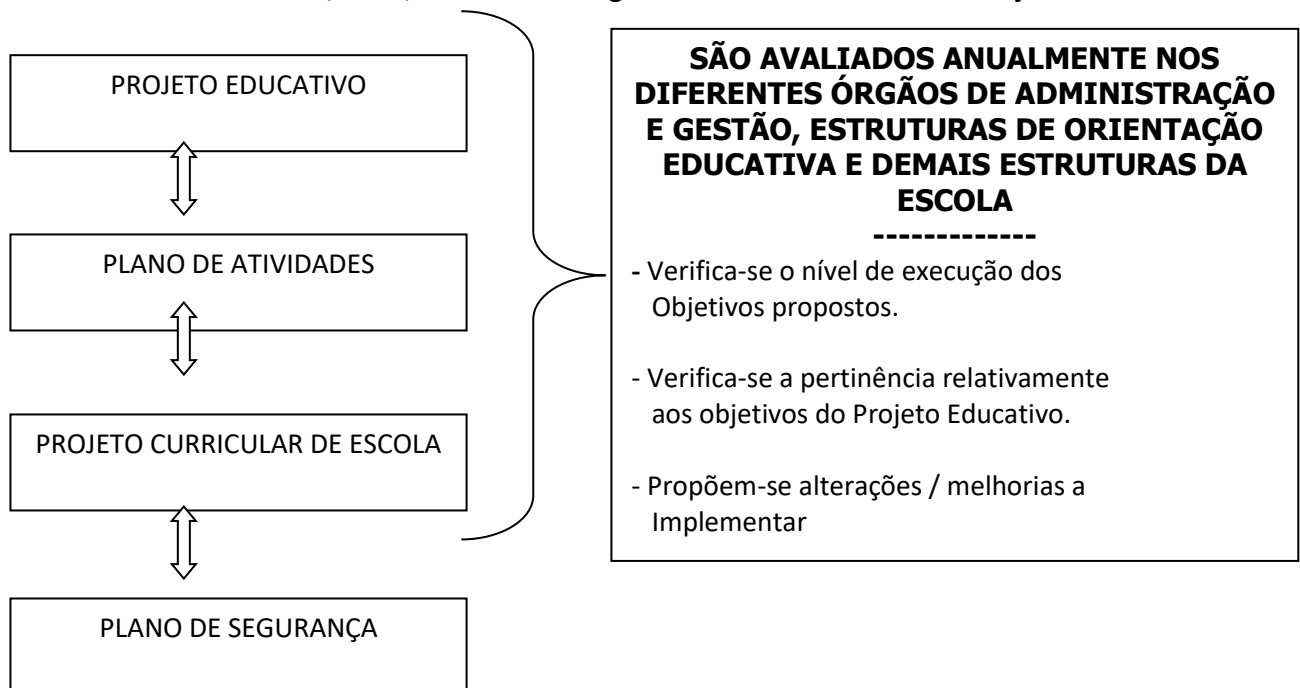 PROJETO EDUCATIVO
PLANO DE ATIVIDADES
PROJETO CURRICULAR DE ESCOLA
PLANO DE SEGURANÇA
SÃO AVALIADOS ANUALMENTE NOS
DIFERENTES ÓRGÃOS DE ADMINISTRAÇÃO
E GESTÃO, ESTRUTURAS DE ORIENTAÇÃO
EDUCATIVA E DEMAIS ESTRUTURAS DA
ESCOLA
-------------
- Verifica-se o nível de execução dos
Objetivos propostos.
- Verifica-se a pertinência relativamente
aos objetivos do Projeto Educativo.
- Propõem-se alterações / melhorias a
Implementar